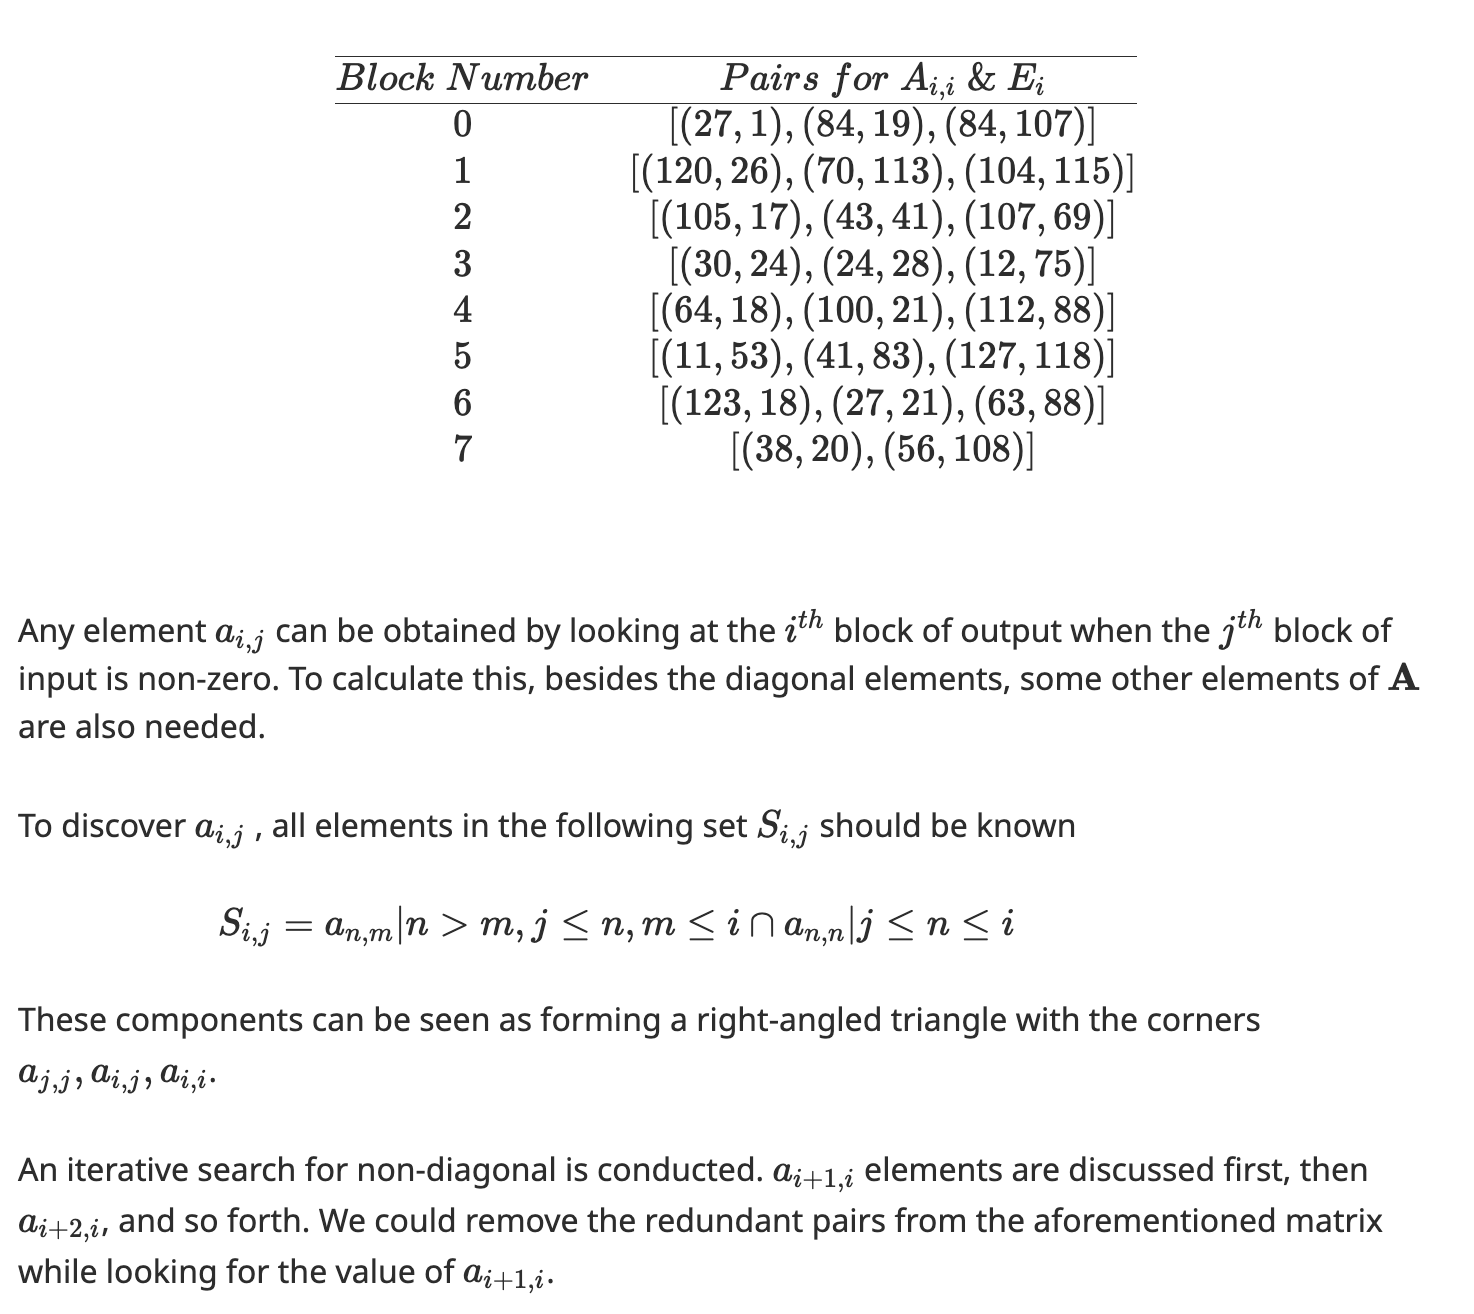 Block Number Pairs for A_{i,i} & E_i
0 [(27, 1), (84, 19), (84, 107)]
1 [(120, 26), (70, 113), (104, 115)]
2 [(105, 17), (43, 41), (107, 69)]
3 [(30, 24), (24, 28), (12, 75)]
4 [(64, 18), (100, 21), (112, 88)]
5 [(11, 53), (41, 83), (127, 118)]
6 [(123, 18), (27, 21), (63, 88)]
7 [(38, 20), (56, 108)]
Any element a_{i,j} can be obtained by looking at the i^{th} block of output when the j^{th} block of
input is non-zero. To calculate this, besides the diagonal elements, some other elements of A
are also needed.
To discover a_{i,j} , all elements in the following set S_{i,j} should be known
S_{i,j} = a_{n,m}|n > m, j ≤ n, m ≤ i ∩ a_{n,n}|j ≤ n ≤ i
These components can be seen as forming a right-angled triangle with the corners
a_{j,j}, a_{i,j}, a_{i,i}.
An iterative search for non-diagonal is conducted. a_{i+1,i} elements are discussed first, then
a_{i+2,i}, and so forth. We could remove the redundant pairs from the aforementioned matrix
while looking for the value of a_{i+1,i}.